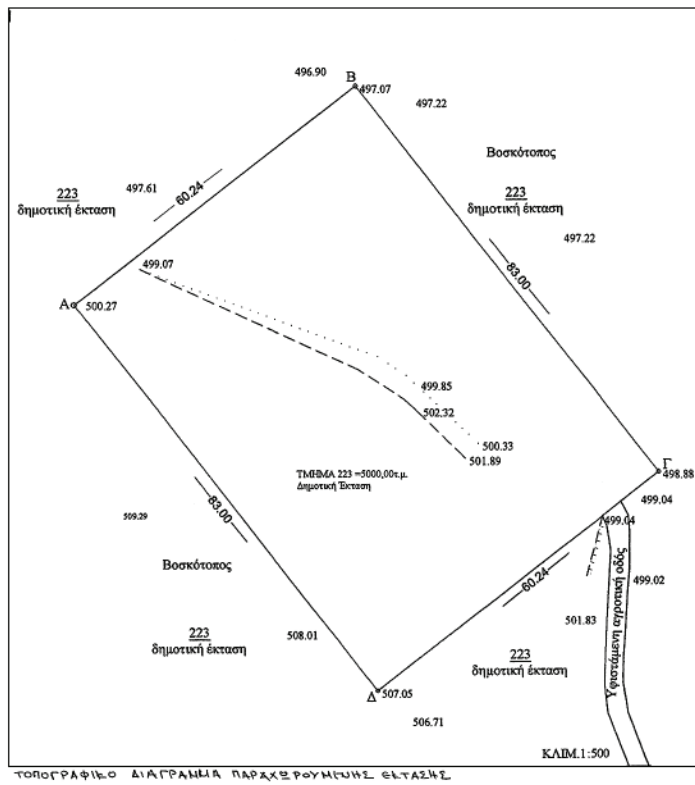 496.90
Β
497.07
497.22
Βοσκότοπος
223
δημοτική έκταση
497.61
60.24
223
δημοτική έκταση
497.22
83.00
499.07
Α
500.27
499.85
502.32
500.33
501.89
Γ
498.88
ΤΜΗΜΑ 223 =5000,00τ.μ.
Δημοτική Έκταση
499.04
499.04
83.00
509.29
Βοσκότοπος
60.24
499.02
501.83
Υφιστάμενη αγροτική οδός
508.01
223
δημοτική έκταση
223
δημοτική έκταση
Δ
507.05
506.71
ΚΛΙΜ.1:500
ΤΟΠΟΓΡΑΦΙΚΟ ΔΙΑΓΡΑΜΜΑ ΠΑΡΑΧΩΡΟΥΜΕΝΗΣ ΕΚΤΑΣΗΣ